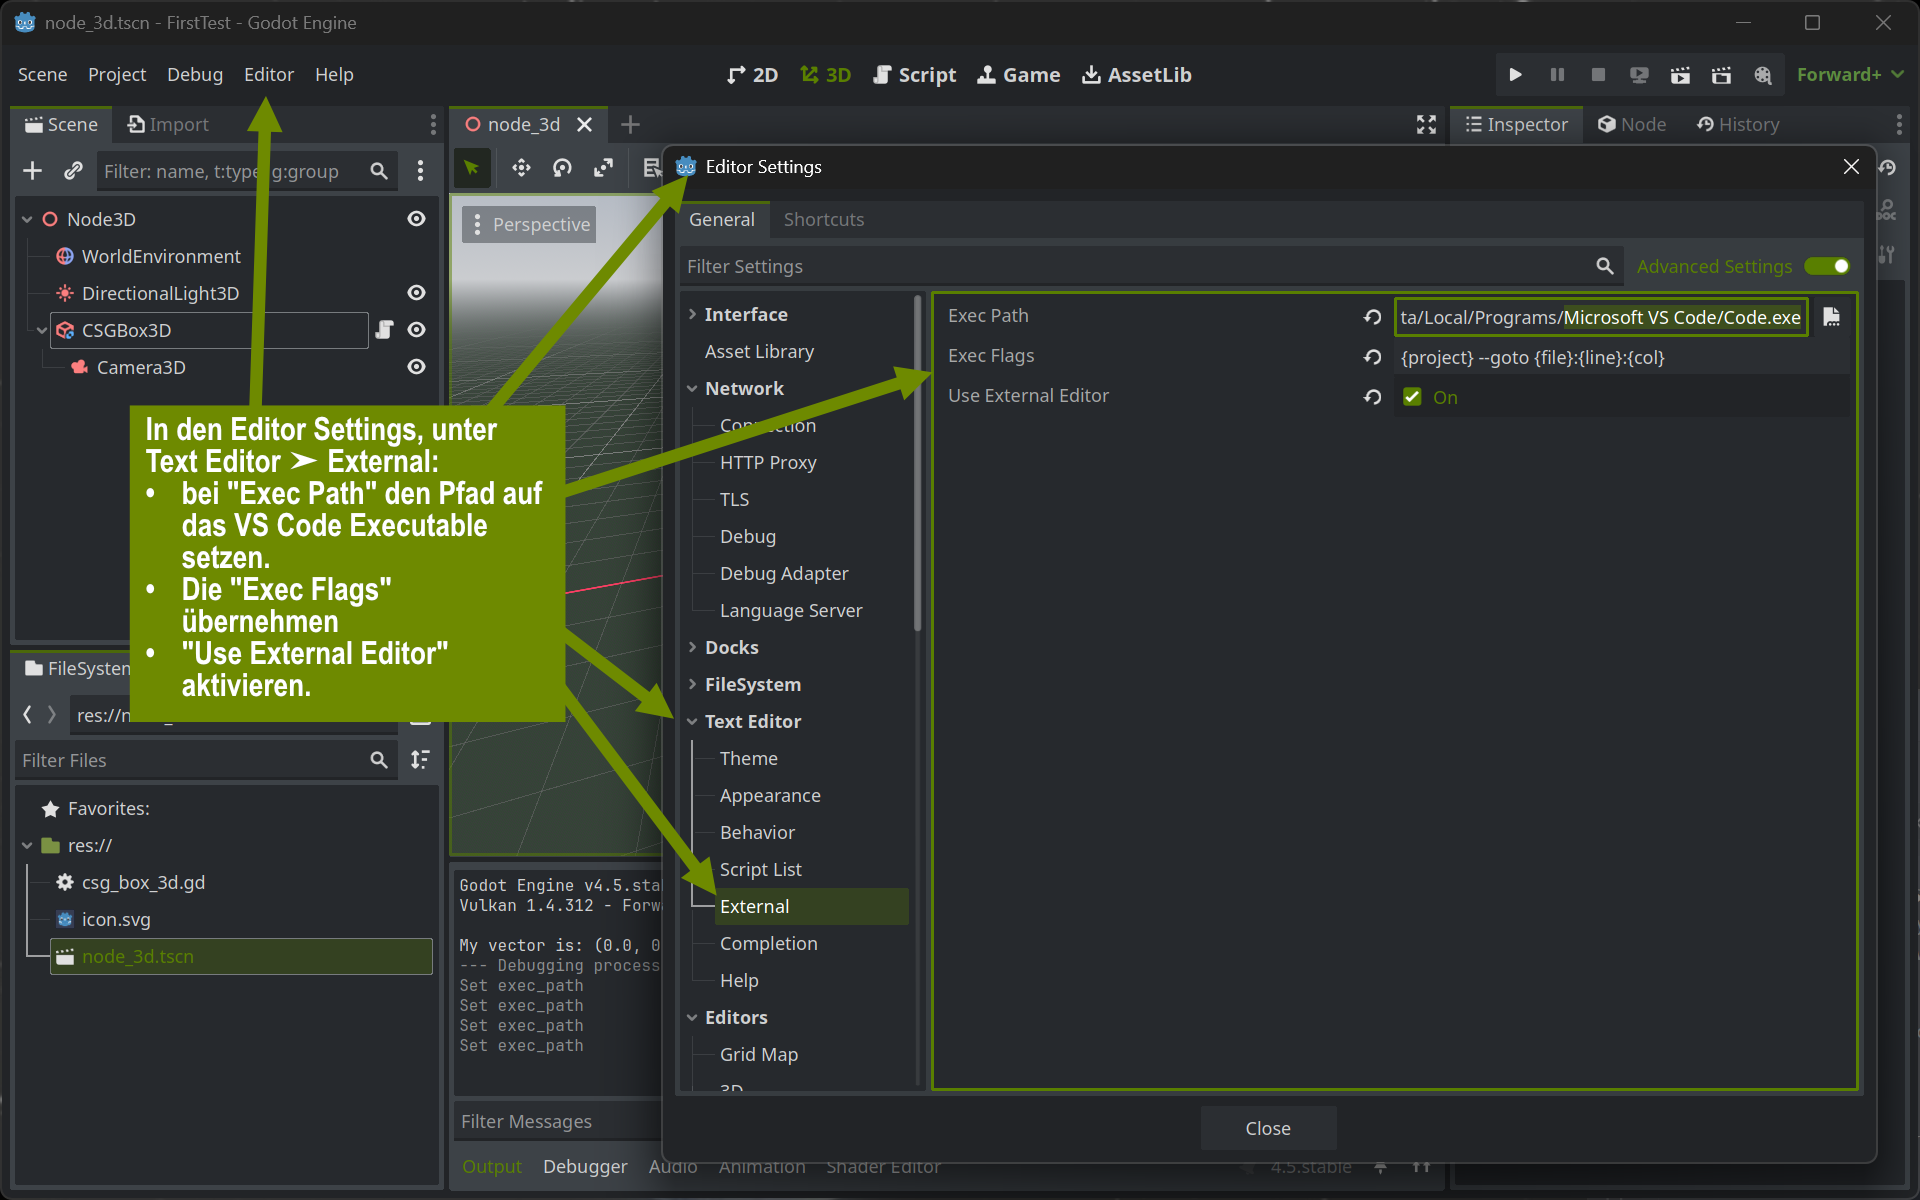 node_3d.tscn - FirstTest - Godot Engine
Scene Project Debug Editor Help
2D 3D Script Game AssetLib
Forward+
Scene Import
node_3d
Inspector Node History
Filter: name, t:type, g:group
Perspective
Node3D
WorldEnvironment
DirectionalLight3D
CSGBox3D
Camera3D
In den Editor Settings, unter
Text Editor ➤ External:
• bei "Exec Path" den Pfad auf
das VS Code Executable
setzen.
• Die "Exec Flags"
übernehmen
• "Use External Editor"
aktivieren.
FileSystem
res://n
Filter Files
Favorites:
res://
csg_box_3d.gd
icon.svg
node_3d.tscn
Godot Engine v4.5.sta
Vulkan 1.4.312 - Forw
My vector is: (0.0, 0
--- Debugging process
Set exec_path
Set exec_path
Set exec_path
Set exec_path
Filter Messages
Output Debugger Audio Animation Shader Editor
4.5.stable
Editor Settings
General Shortcuts
Filter Settings
Advanced Settings
Interface
Asset Library
Network
Connection
HTTP Proxy
TLS
Debug
Debug Adapter
Language Server
Docks
FileSystem
Text Editor
Theme
Appearance
Behavior
Script List
External
Completion
Help
Editors
Grid Map
3D
Exec Path
ta/Local/Programs/Microsoft VS Code/Code.exe
Exec Flags
{project} --goto {file}:{line}:{col}
Use External Editor
On
Close